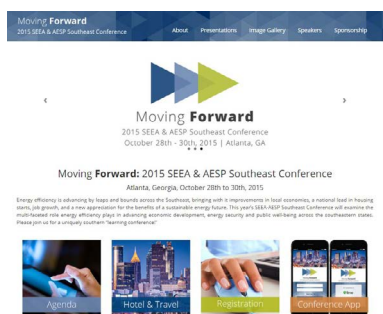 Moving Forward
2015 SEEA & AESP Southeast Conference
About Presentations Image Gallery Speakers Sponsorship
Moving Forward
2015 SEEA & AESP Southeast Conference
October 28th - 30th, 2015 | Atlanta, GA
Moving Forward: 2015 SEEA & AESP Southeast Conference
Atlanta, Georgia, October 28th to 30th, 2015
Energy efficiency is advancing by leaps and bounds across the Southeast, bringing with it improvements in local economies, a national lead in housing
starts, job growth, and a new appreciation for the benefits of a sustainable energy future. This year's SEEA-AESP Southeast Conference will examine the
multi-faceted role energy efficiency plays in advancing economic development, energy security and public well-being across the southeastern states.
Please join us for a uniquely southern "learning conference!"
Agenda
Hotel & Travel
Registration
Conference App